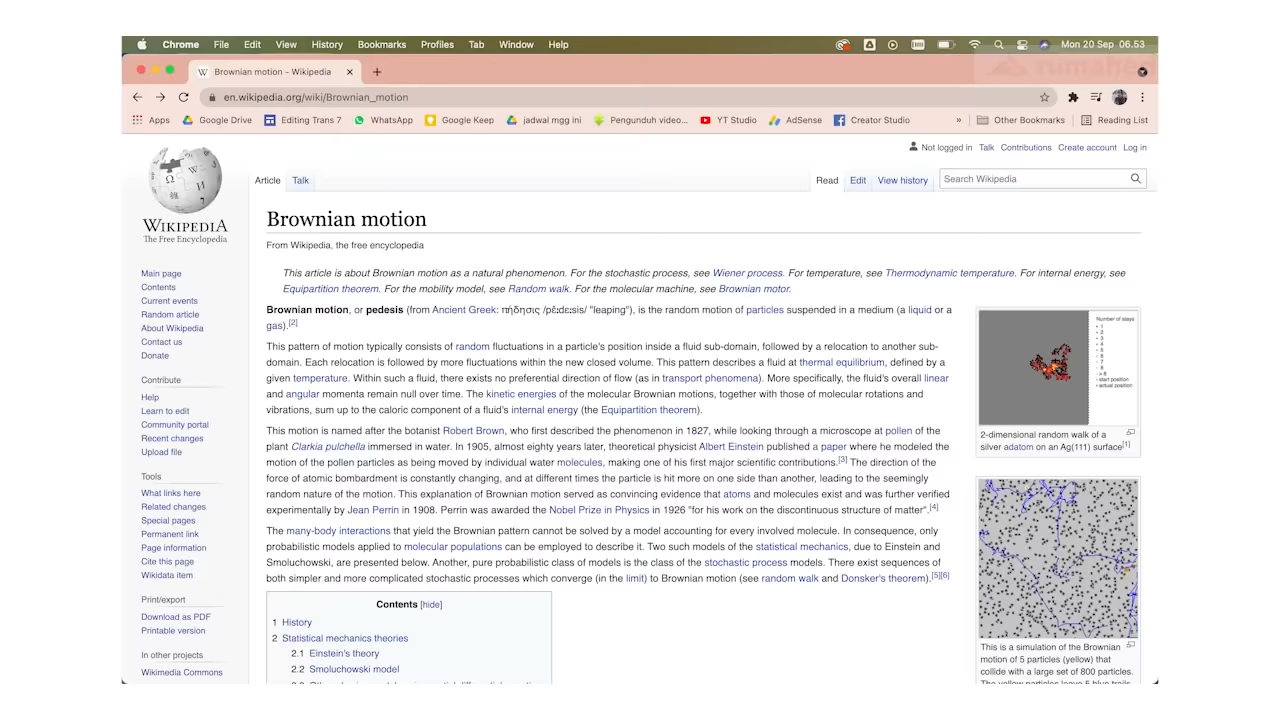 Chrome File Edit View History Bookmarks Profiles Tab Window Help
Mon 20 Sep 06.53
Brownian motion - Wikipedia
en.wikipedia.org/wiki/Brownian_motion
Apps Google Drive Editing Trans 7 WhatsApp Google Keep jadwal mgg ini Pengunduh video... YT Studio AdSense Creator Studio » Other Bookmarks Reading List
Not logged in Talk Contributions Create account Log in
Article Talk
Read Edit View history Search Wikipedia
WIKIPEDIA
The Free Encyclopedia
Main page
Contents
Current events
Random article
About Wikipedia
Contact us
Donate
Contribute
Help
Learn to edit
Community portal
Recent changes
Upload file
Tools
What links here
Related changes
Special pages
Permanent link
Page information
Cite this page
Wikidata item
Print/export
Download as PDF
Printable version
In other projects
Wikimedia Commons
Brownian motion
From Wikipedia, the free encyclopedia
This article is about Brownian motion as a natural phenomenon. For the stochastic process, see Wiener process. For temperature, see Thermodynamic temperature. For internal energy, see
Equipartition theorem. For the mobility model, see Random walk. For the molecular machine, see Brownian motor.
Brownian motion, or pedesis (from Ancient Greek: πήδησις /pɛ̌ːdɛːsis/ "leaping"), is the random motion of particles suspended in a medium (a liquid or a
gas).[2]
This pattern of motion typically consists of random fluctuations in a particle's position inside a fluid sub-domain, followed by a relocation to another sub-
domain. Each relocation is followed by more fluctuations within the new closed volume. This pattern describes a fluid at thermal equilibrium, defined by a
given temperature. Within such a fluid, there exists no preferential direction of flow (as in transport phenomena). More specifically, the fluid's overall linear
and angular momenta remain null over time. The kinetic energies of the molecular Brownian motions, together with those of molecular rotations and
vibrations, sum up to the caloric component of a fluid's internal energy (the Equipartition theorem).
This motion is named after the botanist Robert Brown, who first described the phenomenon in 1827, while looking through a microscope at pollen of the
plant Clarkia pulchella immersed in water. In 1905, almost eighty years later, theoretical physicist Albert Einstein published a paper where he modeled the
motion of the pollen particles as being moved by individual water molecules, making one of his first major scientific contributions.[3] The direction of the
force of atomic bombardment is constantly changing, and at different times the particle is hit more on one side than another, leading to the seemingly
random nature of the motion. This explanation of Brownian motion served as convincing evidence that atoms and molecules exist and was further verified
experimentally by Jean Perrin in 1908. Perrin was awarded the Nobel Prize in Physics in 1926 "for his work on the discontinuous structure of matter".[4]
The many-body interactions that yield the Brownian pattern cannot be solved by a model accounting for every involved molecule. In consequence, only
probabilistic models applied to molecular populations can be employed to describe it. Two such models of the statistical mechanics, due to Einstein and
Smoluchowski, are presented below. Another, pure probabilistic class of models is the class of the stochastic process models. There exist sequences of
both simpler and more complicated stochastic processes which converge (in the limit) to Brownian motion (see random walk and Donsker's theorem).[5][6]
Contents [hide]
1 History
2 Statistical mechanics theories
2.1 Einstein's theory
2.2 Smoluchowski model
Number of stays
1
2
3
4
5
6
7
8
> 8
start position
actual position
2-dimensional random walk of a
silver adatom on an Ag(111) surface[1]
This is a simulation of the Brownian
motion of 5 particles (yellow) that
collide with a large set of 800 particles.
The yellow particles leave 5 blue trails